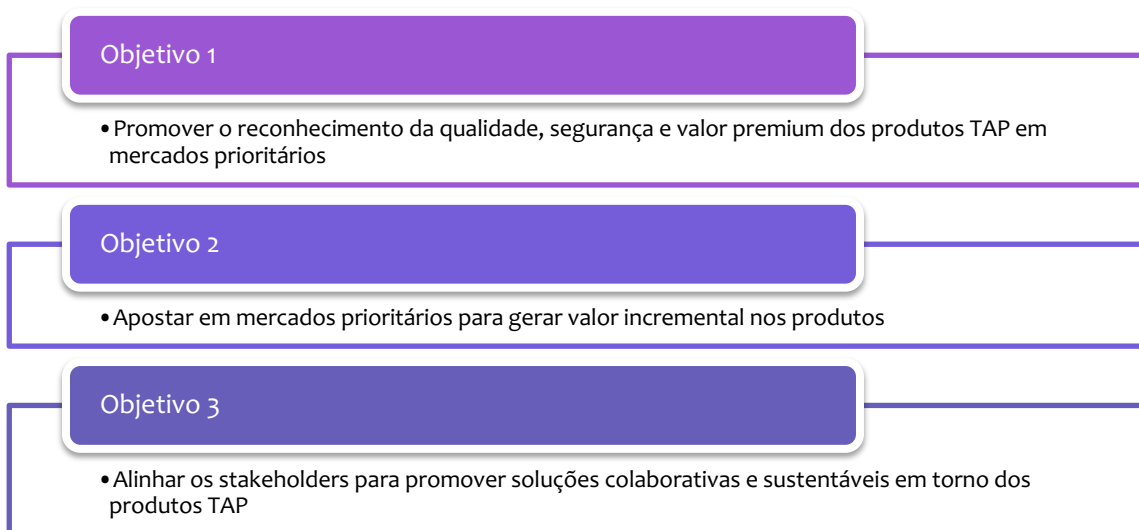 Objetivo 1
•Promover o reconhecimento da qualidade, segurança e valor premium dos produtos TAP em
mercados prioritários
Objetivo 2
•Apostar em mercados prioritários para gerar valor incremental nos produtos
Objetivo 3
•Alinhar os stakeholders para promover soluções colaborativas e sustentáveis em torno dos
produtos TAP